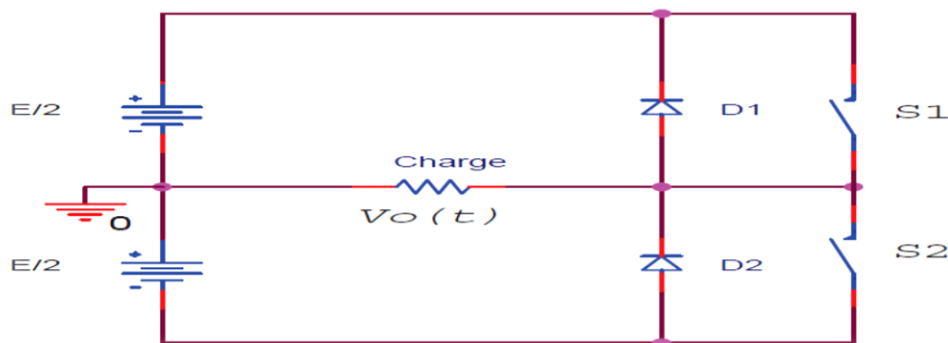 E/2
D1
S1
Charge
Vo(t)
0
E/2
D2
S2